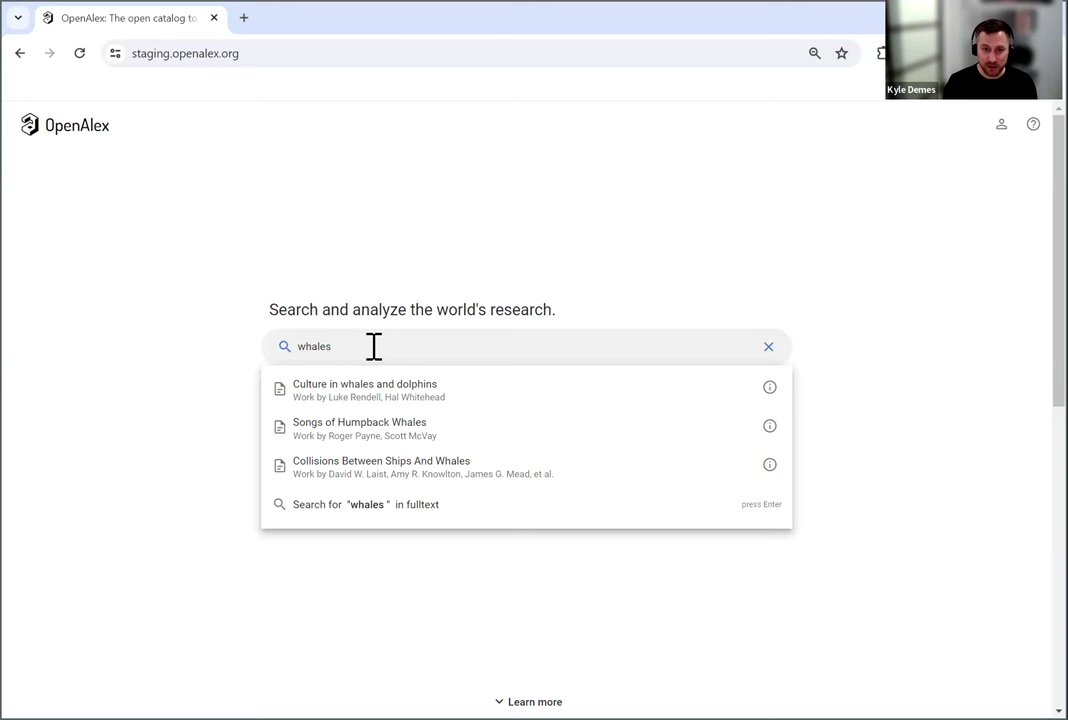 OpenAlex: The open catalog to
staging.openalex.org
Kyle Demes
OpenAlex
Search and analyze the world's research.
whales
Culture in whales and dolphins
Work by Luke Rendell, Hal Whitehead
Songs of Humpback Whales
Work by Roger Payne, Scott McVay
Collisions Between Ships And Whales
Work by David W. Laist, Amy R. Knowlton, James G. Mead, et al.
Search for "whales " in fulltext press Enter
Learn more